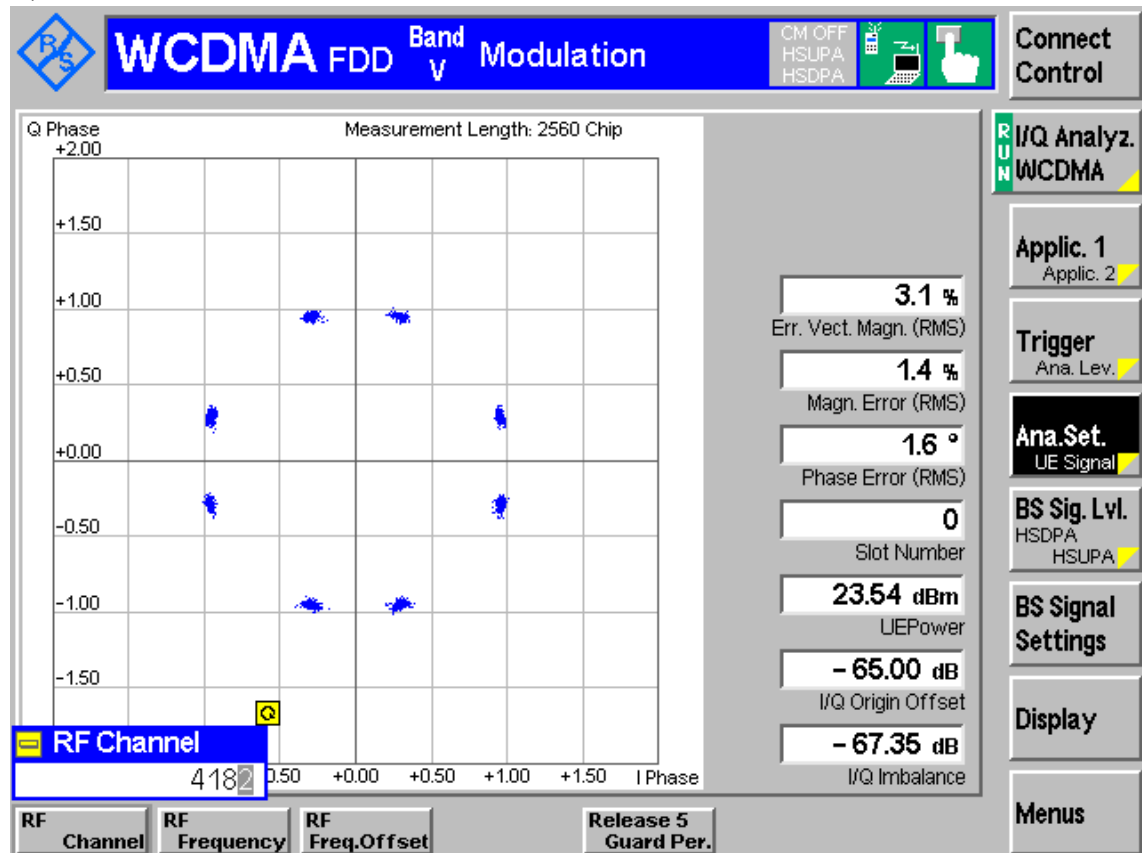 R&S
WCDMA FDD Band V Modulation
CM OFF
HSUPA
HSDPA
Connect Control
Q Phase
Measurement Length: 2560 Chip
+2.00
+1.50
+1.00
+0.50
+0.00
-0.50
-1.00
-1.50
0.50 +0.00 +0.50 +1.00 +1.50 I Phase
3.1 %
Err. Vect. Magn. (RMS)
1.4 %
Magn. Error (RMS)
1.6 °
Phase Error (RMS)
0
Slot Number
23.54 dBm
UEPower
– 65.00 dB
I/Q Origin Offset
– 67.35 dB
I/Q Imbalance
Q
RF Channel
4182
RUN
I/Q Analyz.
WCDMA
Applic. 1
Applic. 2
Trigger
Ana. Lev.
Ana.Set.
UE Signal
BS Sig. Lvl.
HSDPA
HSUPA
BS Signal
Settings
Display
Menus
RF
Channel
RF
Frequency
RF
Freq.Offset
Release 5
Guard Per.